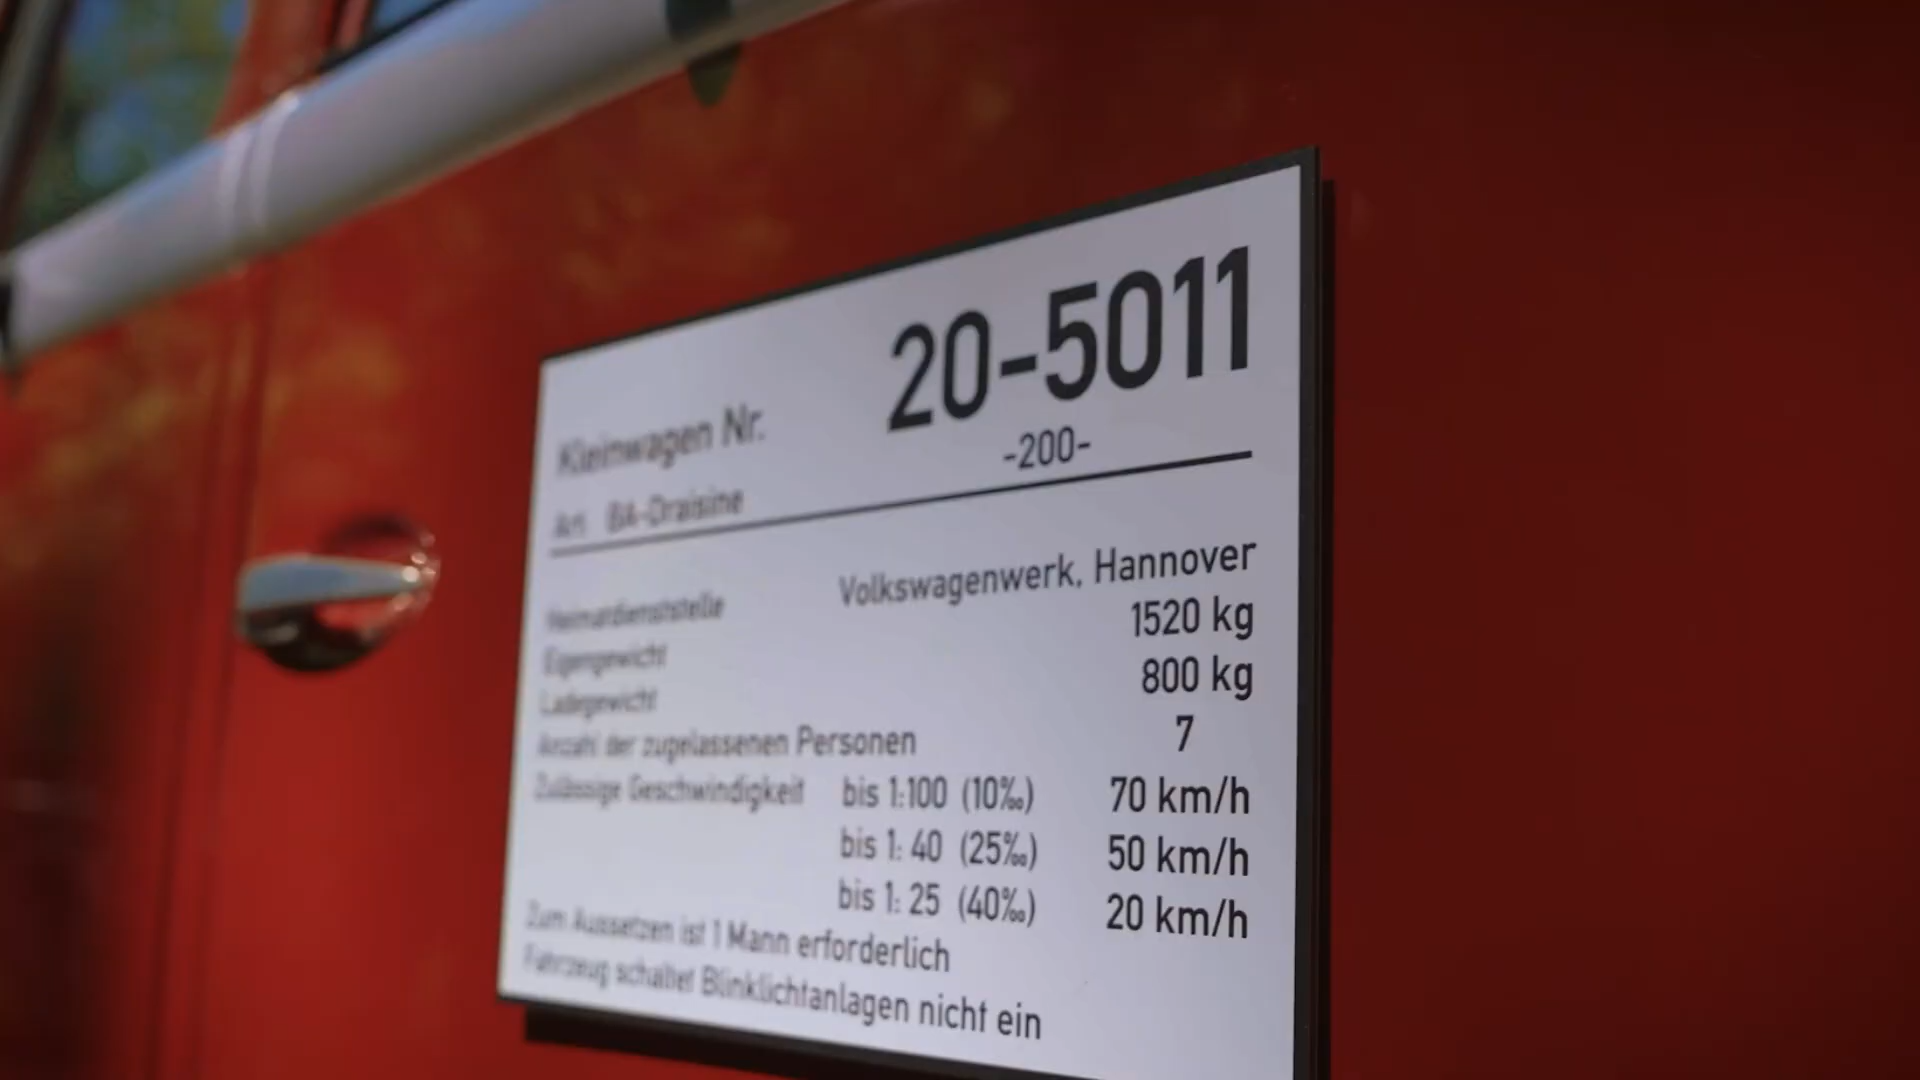 Kleinwagen Nr. 20-5011
-200-
Art BA-Draisine
Heimatdienststelle Volkswagenwerk, Hannover
Eigengewicht 1520 kg
Ladegewicht 800 kg
Anzahl der zugelassenen Personen 7
Zulässige Geschwindigkeit bis 1:100 (10‰) 70 km/h
bis 1: 40 (25‰) 50 km/h
bis 1: 25 (40‰) 20 km/h
Zum Aussetzen ist 1 Mann erforderlich
Fahrzeug schaltet Blinklichtanlagen nicht ein